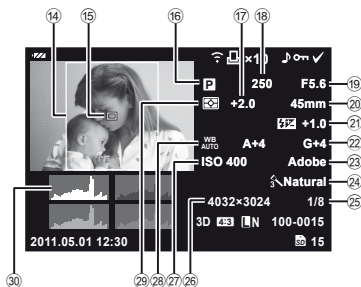 ⑭ ⑮ ⑯ ⑰ ⑱
×10
P 250 F5.6 ⑲
+2.0 45mm ⑳
+1.0 ㉑
WB AUTO A+4 G+4 ㉒
ISO 400 Adobe ㉓
Natural ㉔
4032×3024 1/8 ㉕
3D 4:3 LN 100-0015
2011.05.01 12:30 SD 15
㉚ ㉙ ㉘ ㉗ ㉖